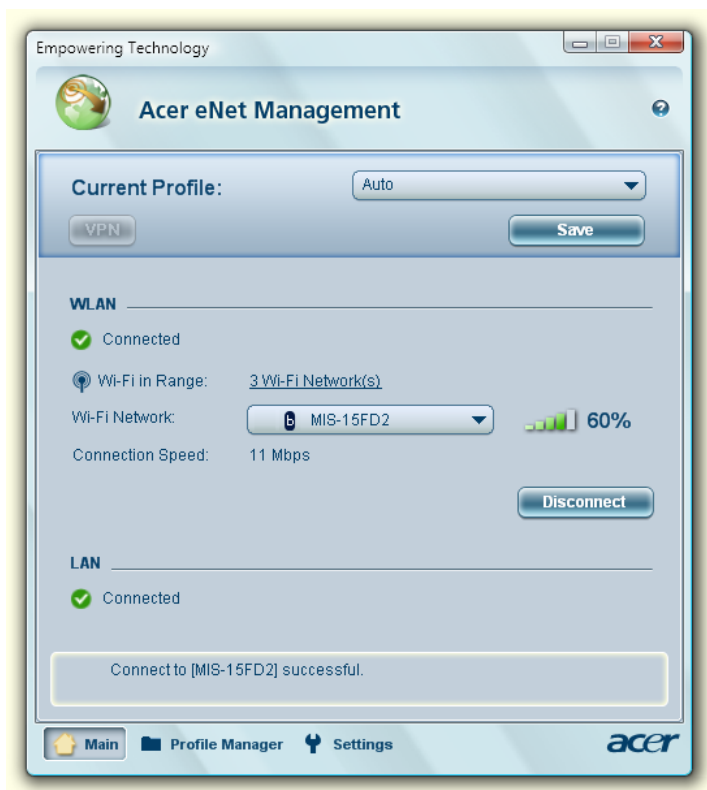 Empowering Technology
Acer eNet Management
Current Profile: Auto
VPN Save
WLAN
Connected
Wi-Fi in Range: 3 Wi-Fi Network(s)
Wi-Fi Network: b MIS-15FD2 60%
Connection Speed: 11 Mbps
Disconnect
LAN
Connected
Connect to [MIS-15FD2] successful.
Main Profile Manager Settings acer